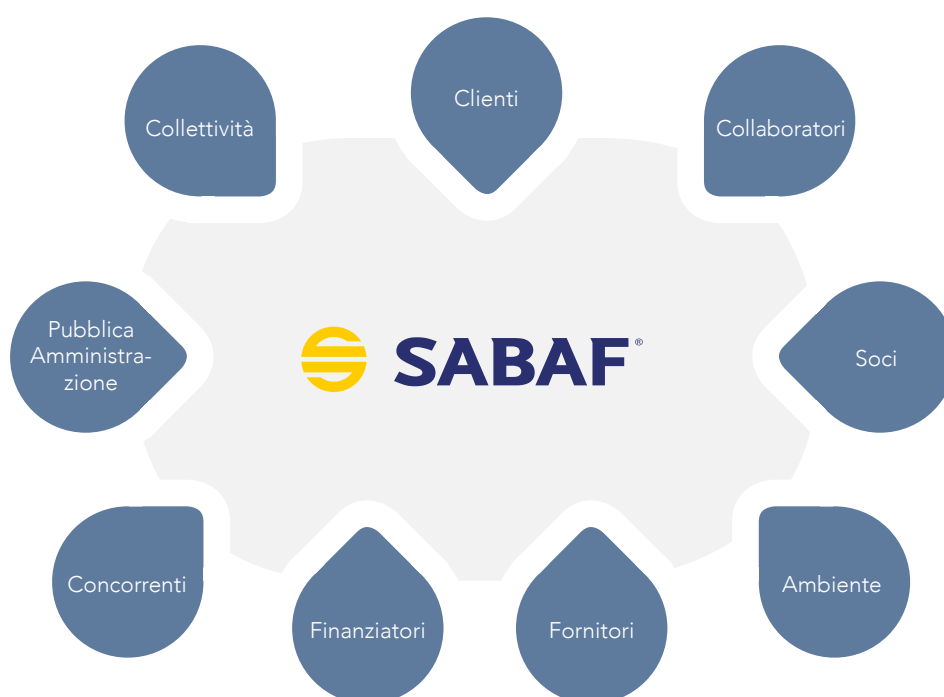 Clienti
Collettività
Collaboratori
Pubblica
Amministra-
zione
SABAF®
Soci
Concorrenti
Ambiente
Finanziatori
Fornitori